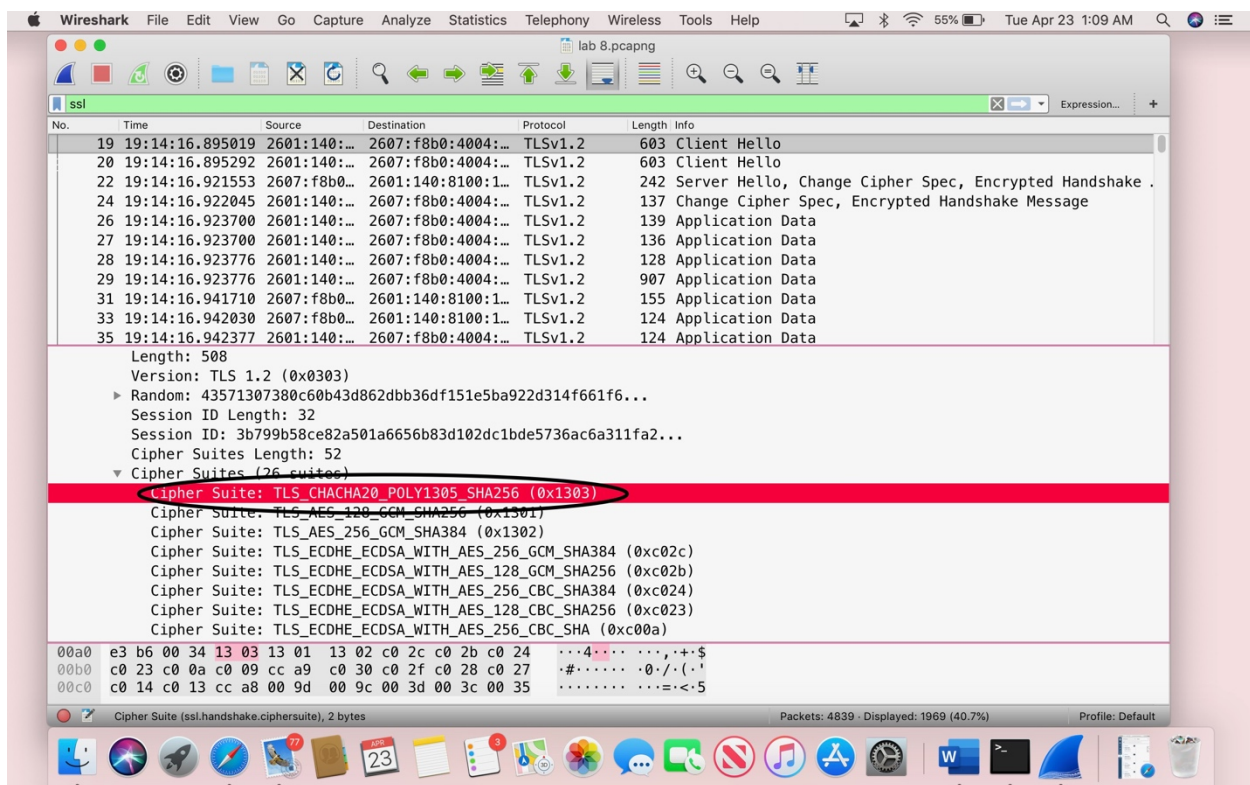 Wireshark File Edit View Go Capture Analyze Statistics Telephony Wireless Tools Help 55% Tue Apr 23 1:09 AM
lab 8.pcapng
ssl Expression... +
No. Time Source Destination Protocol Length Info
19 19:14:16.895019 2601:140:… 2607:f8b0:4004:… TLSv1.2 603 Client Hello
20 19:14:16.895292 2601:140:… 2607:f8b0:4004:… TLSv1.2 603 Client Hello
22 19:14:16.921553 2607:f8b0… 2601:140:8100:1… TLSv1.2 242 Server Hello, Change Cipher Spec, Encrypted Handshake .
24 19:14:16.922045 2601:140:… 2607:f8b0:4004:… TLSv1.2 137 Change Cipher Spec, Encrypted Handshake Message
26 19:14:16.923700 2601:140:… 2607:f8b0:4004:… TLSv1.2 139 Application Data
27 19:14:16.923700 2601:140:… 2607:f8b0:4004:… TLSv1.2 136 Application Data
28 19:14:16.923776 2601:140:… 2607:f8b0:4004:… TLSv1.2 128 Application Data
29 19:14:16.923776 2601:140:… 2607:f8b0:4004:… TLSv1.2 907 Application Data
31 19:14:16.941710 2607:f8b0… 2601:140:8100:1… TLSv1.2 155 Application Data
33 19:14:16.942030 2607:f8b0… 2601:140:8100:1… TLSv1.2 124 Application Data
35 19:14:16.942377 2601:140:… 2607:f8b0:4004:… TLSv1.2 124 Application Data
Length: 508
Version: TLS 1.2 (0x0303)
Random: 43571307380c60b43d862dbb36df151e5ba922d314f661f6...
Session ID Length: 32
Session ID: 3b799b58ce82a501a6656b83d102dc1bde5736ac6a311fa2...
Cipher Suites Length: 52
Cipher Suites (26 suites)
Cipher Suite: TLS_CHACHA20_POLY1305_SHA256 (0x1303)
Cipher Suite: TLS_AES_128_GCM_SHA256 (0x1301)
Cipher Suite: TLS_AES_256_GCM_SHA384 (0x1302)
Cipher Suite: TLS_ECDHE_ECDSA_WITH_AES_256_GCM_SHA384 (0xc02c)
Cipher Suite: TLS_ECDHE_ECDSA_WITH_AES_128_GCM_SHA256 (0xc02b)
Cipher Suite: TLS_ECDHE_ECDSA_WITH_AES_256_CBC_SHA384 (0xc024)
Cipher Suite: TLS_ECDHE_ECDSA_WITH_AES_128_CBC_SHA256 (0xc023)
Cipher Suite: TLS_ECDHE_ECDSA_WITH_AES_256_CBC_SHA (0xc00a)
00a0 e3 b6 00 34 13 03 13 01 13 02 c0 2c c0 2b c0 24 ···4···· ···,·+·$
00b0 c0 23 c0 0a c0 09 cc a9 c0 30 c0 2f c0 28 c0 27 ·#······ ·0·/·(·'
00c0 c0 14 c0 13 cc a8 00 9d 00 9c 00 3d 00 3c 00 35 ········ ···=·<·5
Cipher Suite (ssl.handshake.ciphersuite), 2 bytes Packets: 4839 · Displayed: 1969 (40.7%) Profile: Default
77 APR 23 3 W